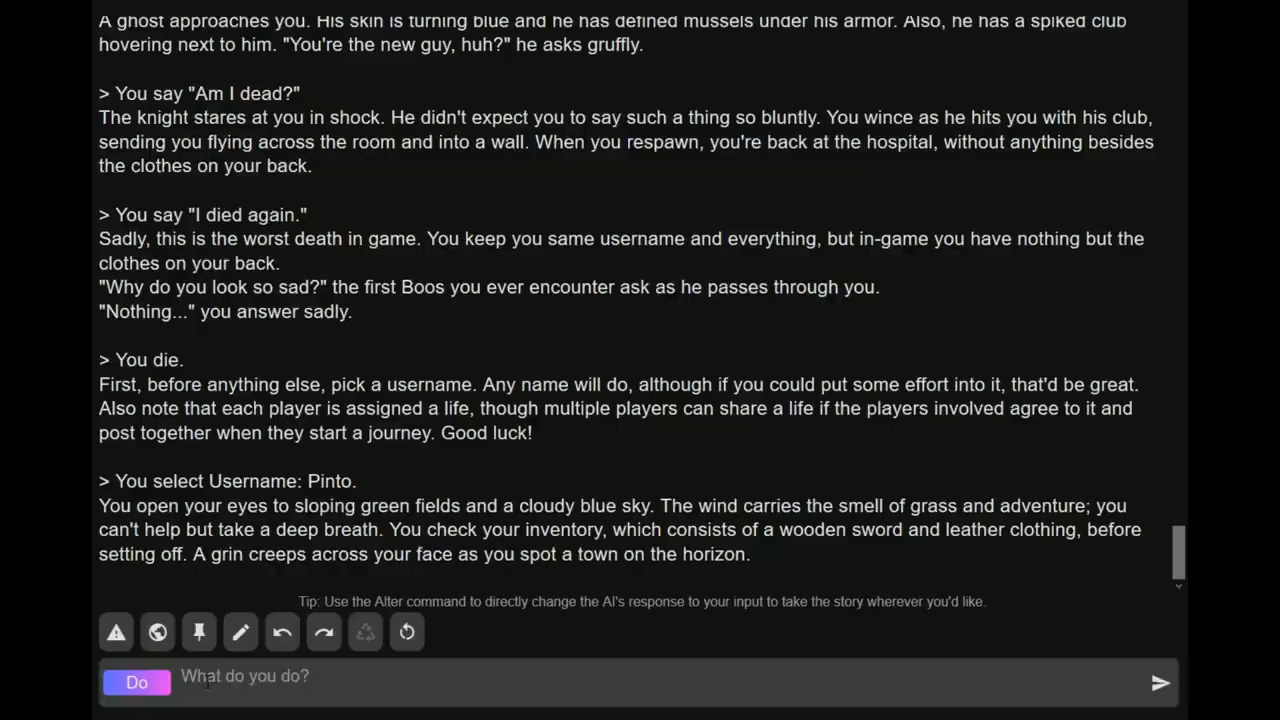 A ghost approaches you. His skin is turning blue and he has defined mussels under his armor. Also, he has a spiked club
hovering next to him. "You're the new guy, huh?" he asks gruffly.
> You say "Am I dead?"
The knight stares at you in shock. He didn't expect you to say such a thing so bluntly. You wince as he hits you with his club,
sending you flying across the room and into a wall. When you respawn, you're back at the hospital, without anything besides
the clothes on your back.
> You say "I died again."
Sadly, this is the worst death in game. You keep you same username and everything, but in-game you have nothing but the
clothes on your back.
"Why do you look so sad?" the first Boos you ever encounter ask as he passes through you.
"Nothing..." you answer sadly.
> You die.
First, before anything else, pick a username. Any name will do, although if you could put some effort into it, that'd be great.
Also note that each player is assigned a life, though multiple players can share a life if the players involved agree to it and
post together when they start a journey. Good luck!
> You select Username: Pinto.
You open your eyes to sloping green fields and a cloudy blue sky. The wind carries the smell of grass and adventure; you
can't help but take a deep breath. You check your inventory, which consists of a wooden sword and leather clothing, before
setting off. A grin creeps across your face as you spot a town on the horizon.
Tip: Use the Alter command to directly change the AI's response to your input to take the story wherever you'd like.
Do What do you do?